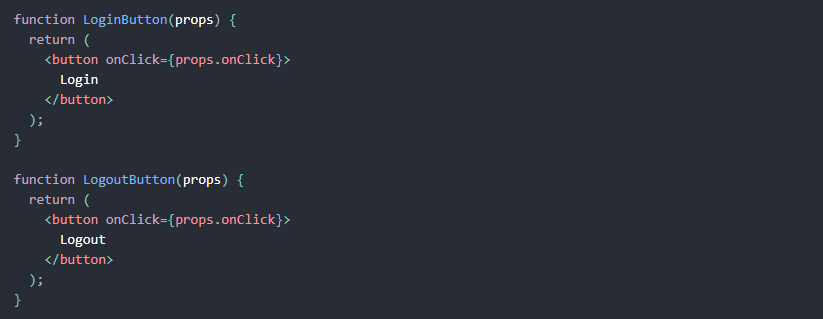 function LoginButton(props) {
  return (
    <button onClick={props.onClick}>
      Login
    </button>
  );
}

function LogoutButton(props) {
  return (
    <button onClick={props.onClick}>
      Logout
    </button>
  );
}